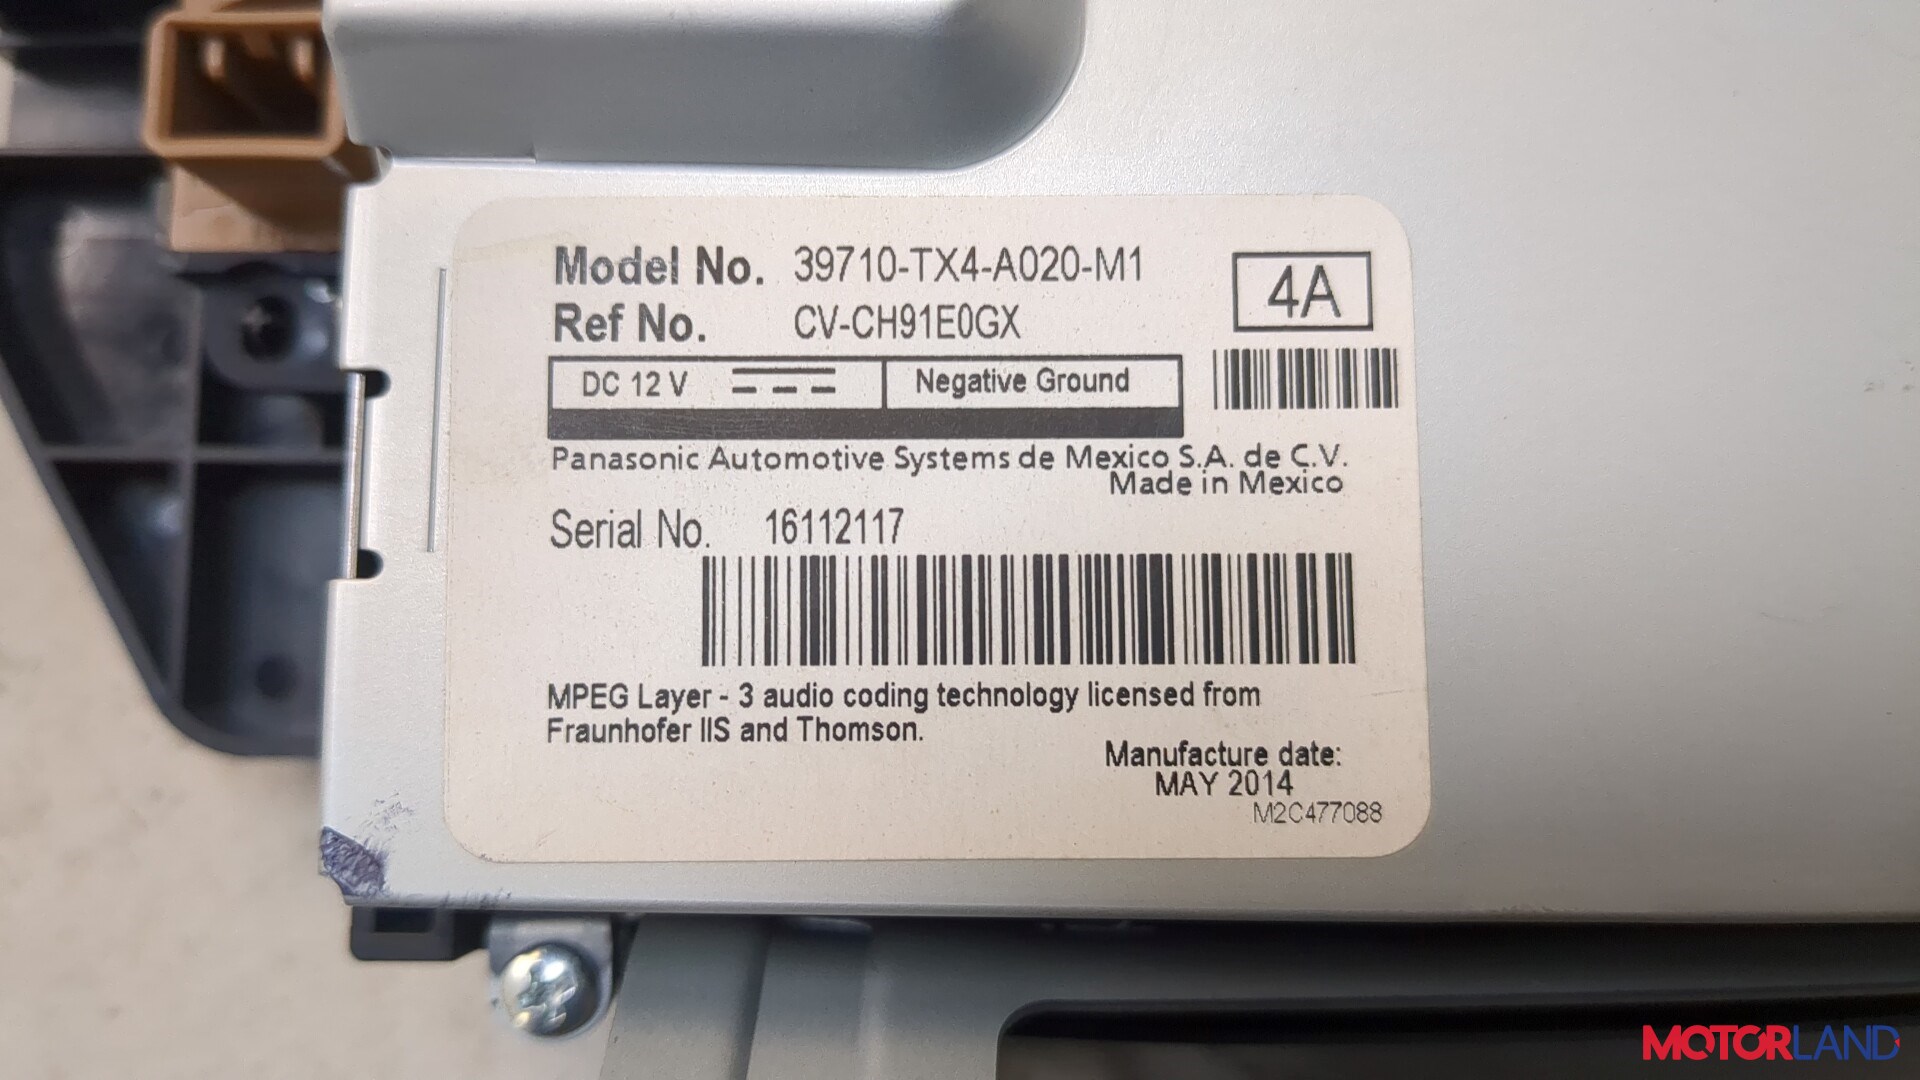 Model No. 39710-TX4-A020-M1
Ref No. CV-CH91E0GX
4A
DC 12 V Negative Ground
Panasonic Automotive Systems de Mexico S.A. de C.V.
Made in Mexico
Serial No. 16112117
MPEG Layer - 3 audio coding technology licensed from
Fraunhofer IIS and Thomson.
Manufacture date:
MAY 2014
M2C477088
MOTORLAND